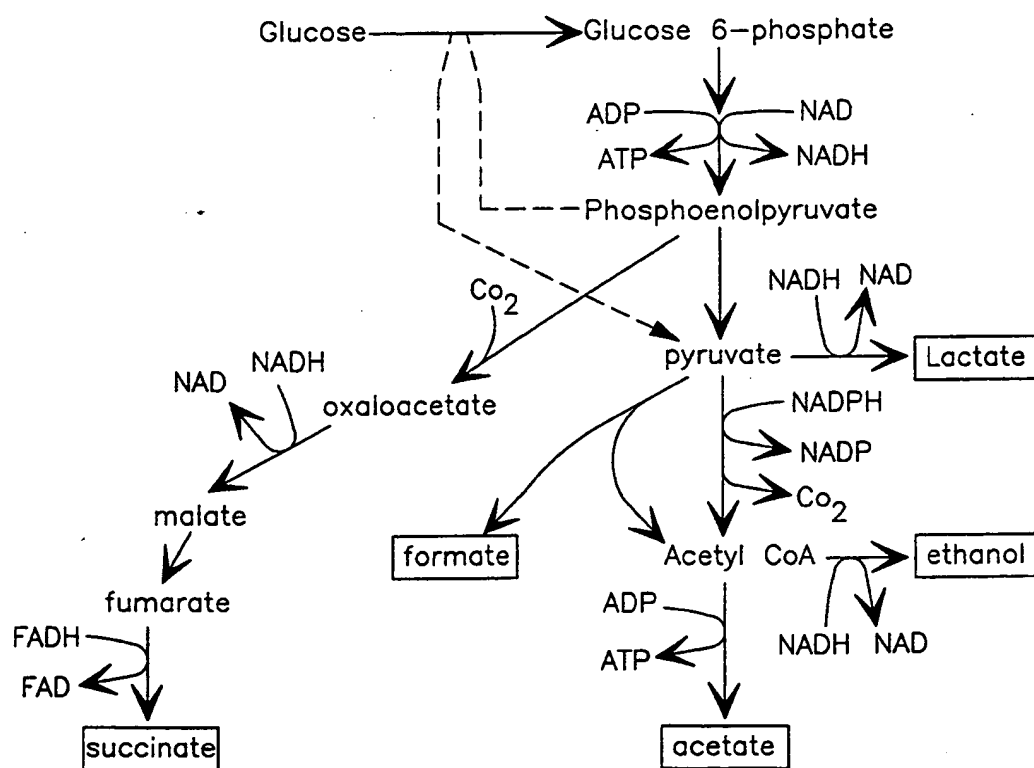 Glucose
Glucose 6-phosphate
ADP
NAD
ATP
NADH
Phosphoenolpyruvate
Co2
NADH
NAD
pyruvate
Lactate
NADH
NAD
oxaloacetate
NADPH
NADP
Co2
malate
formate
Acetyl CoA
ethanol
fumarate
ADP
FADH
NADH
NAD
ATP
FAD
succinate
acetate